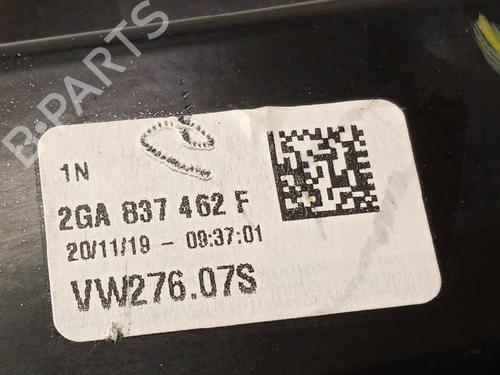 B-PARTS
1N
2GA 837 462 F
20/11/19 - 09:37:01
VW276.07S